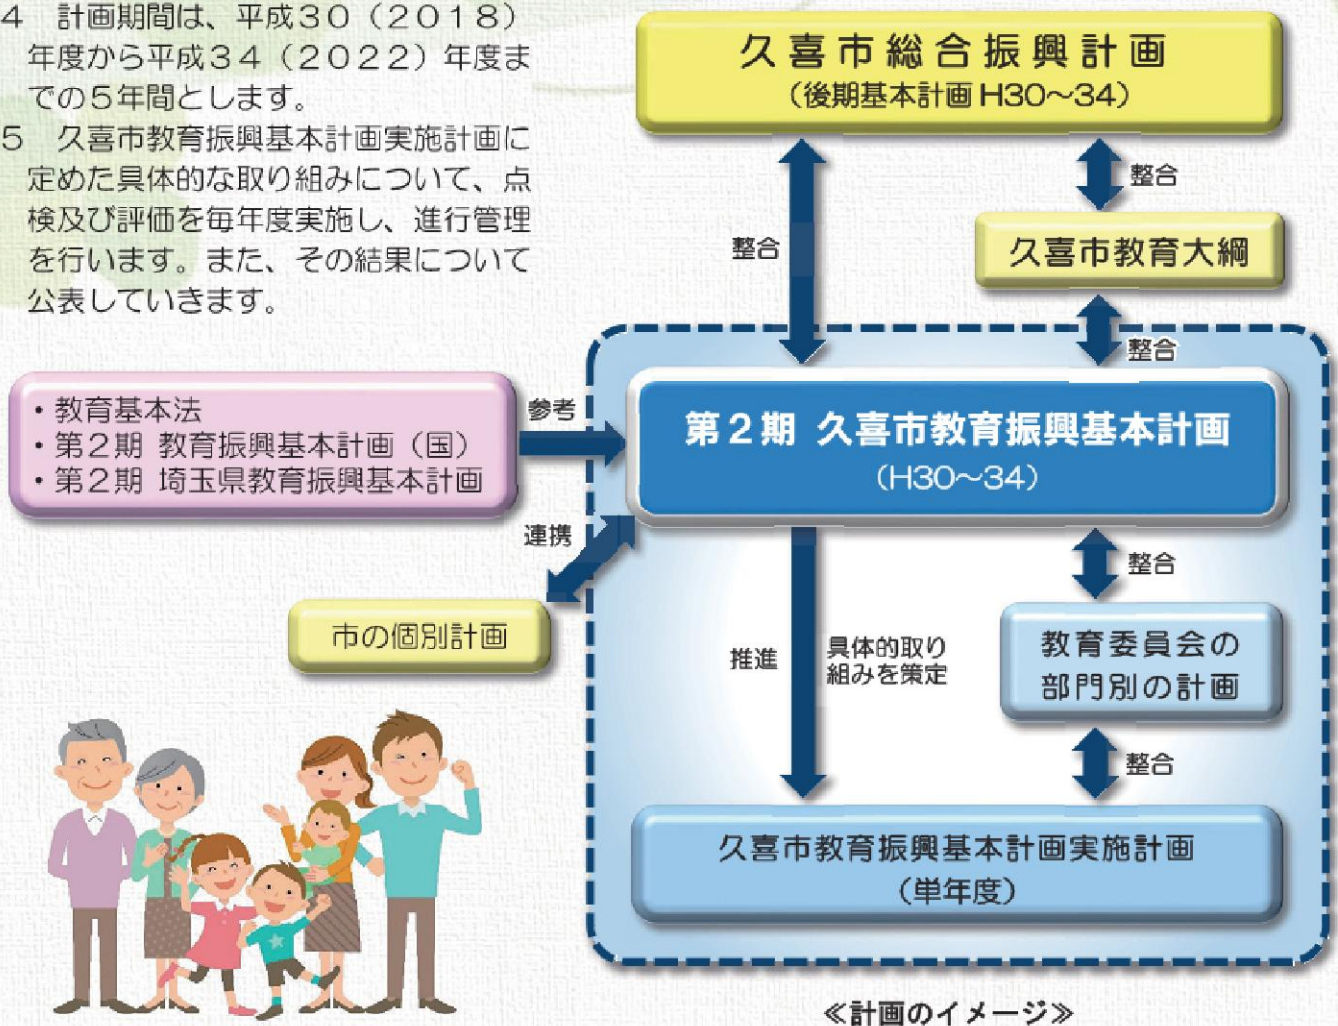 4　計画期間は、平成３０（２０１８）
年度から平成３４（２０２２）年度ま
での５年間とします。
5　久喜市教育振興基本計画実施計画に
定めた具体的な取り組みについて、点
検及び評価を毎年度実施し、進行管理
を行います。また、その結果について
公表していきます。
久喜市総合振興計画
（後期基本計画 H30～34）
整合
整合
久喜市教育大綱
整合
・教育基本法
・第２期 教育振興基本計画（国）
・第２期 埼玉県教育振興基本計画
参考
第２期 久喜市教育振興基本計画
（H30～34）
連携
市の個別計画
整合
推進
具体的取り
組みを策定
教育委員会の
部門別の計画
整合
久喜市教育振興基本計画実施計画
（単年度）
≪計画のイメージ≫